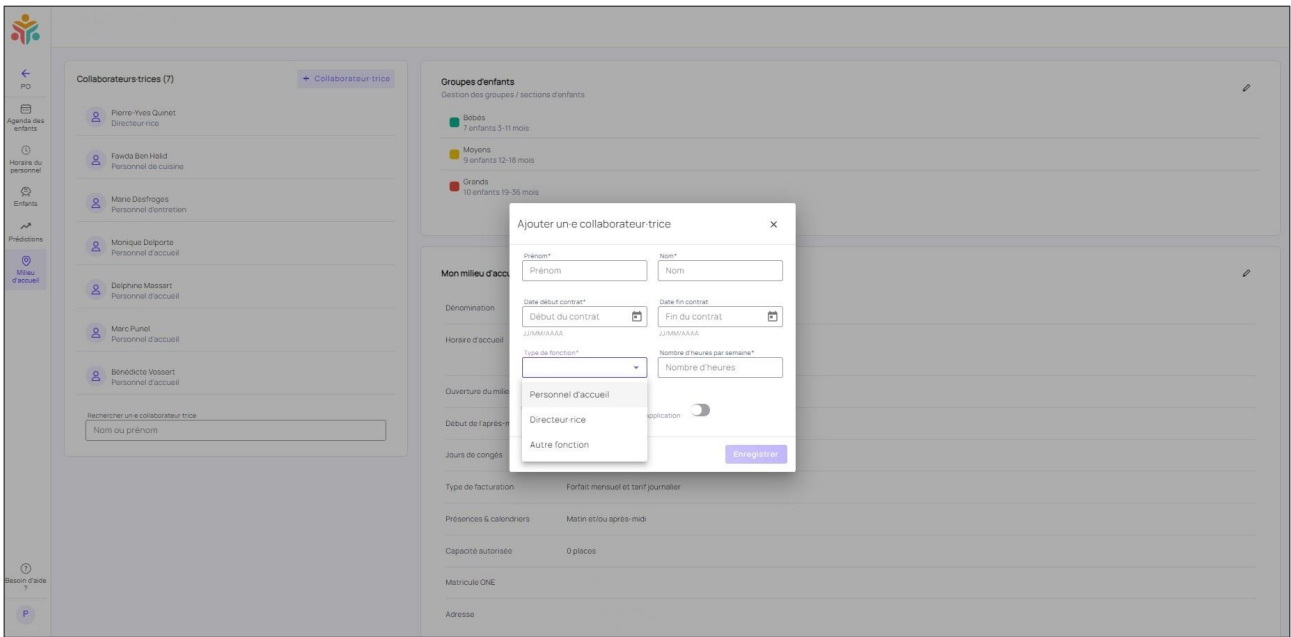 PO
Agenda des
enfants
Horaire du
personnel
Enfants
Prédictions
Milieu
d'accueil
Besoin d'aide
?
P
Collaborateurs·trices (7)
+ Collaborateur·trice
Pierre-Yves Quinet
Directeur·rice
Fawda Ben Halid
Personnel de cuisine
Marie Desfroges
Personnel d'entretien
Monique Delporte
Personnel d'accueil
Delphine Massart
Personnel d'accueil
Marc Punel
Personnel d'accueil
Bénédicte Vossert
Personnel d'accueil
Rechercher un·e collaborateur·trice
Nom ou prénom
Groupes d'enfants
Gestion des groupes / sections d'enfants
Bébés
7 enfants 3-11 mois
Moyens
9 enfants 12-18 mois
Grands
10 enfants 19-36 mois
Ajouter un·e collaborateur·trice
Prénom*
Nom*
Prénom
Nom
Date début contrat*
Date fin contrat
Début du contrat
Fin du contrat
JJ/MM/AAAA
JJ/MM/AAAA
Type de fonction*
Nombre d'heures par semaine*
Nombre d'heures
Personnel d'accueil
Directeur·rice
Autre fonction
application
Enregistrer
Mon milieu d'accu
Dénomination
Horaire d'accueil
Ouverture du milie
Début de l'après-m
Jours de congés
Type de facturation
Forfait mensuel et tarif journalier
Présences & calendriers
Matin et/ou après-midi
Capacité autorisée
0 places
Matricule ONE
Adresse